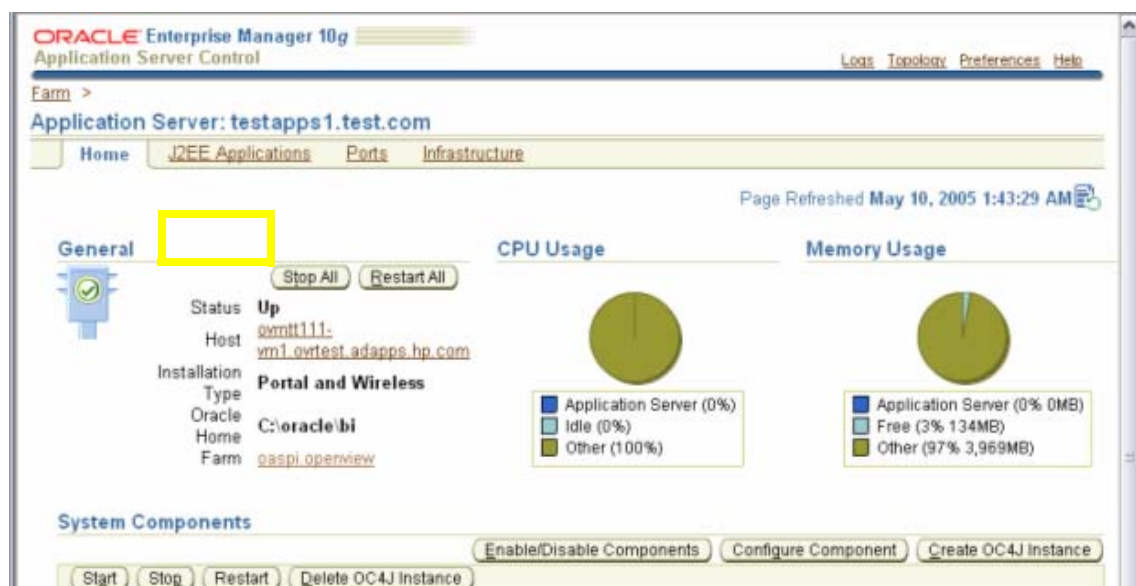 ORACLE Enterprise Manager 10g
Application Server Control
Logs Topology Preferences Help
Farm >
Application Server: testapps1.test.com
Home J2EE Applications Ports Infrastructure
Page Refreshed May 10, 2005 1:43:29 AM
General
Stop All Restart All
Status Up
Host ovrntt111-
vm1.ovrtest.adapps.hp.com
Installation
Type Portal and Wireless
Oracle
Home C:\oracle\bi
Farm oaspi.openview
CPU Usage
Application Server (0%)
Idle (0%)
Other (100%)
Memory Usage
Application Server (0% 0MB)
Free (3% 134MB)
Other (97% 3,969MB)
System Components
Enable/Disable Components Configure Component Create OC4J Instance
Start Stop Restart Delete OC4J Instance